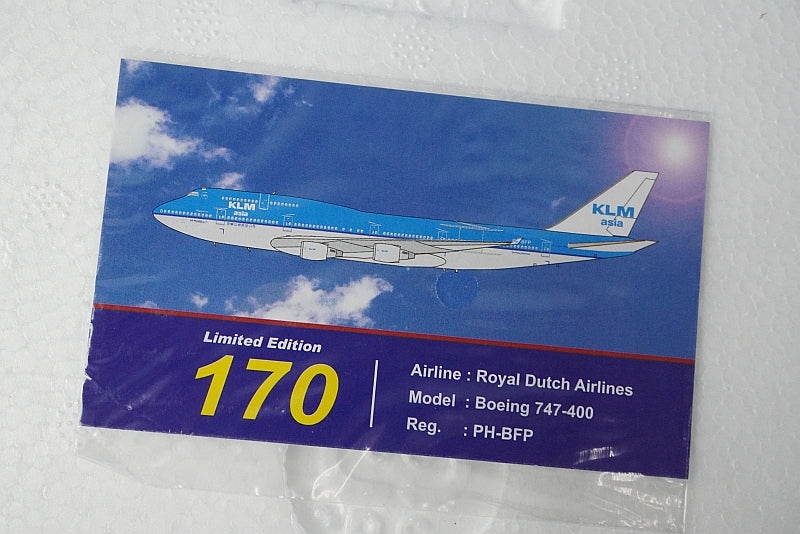 KLM
asia
KLM
asia
Limited Edition
170
Airline : Royal Dutch Airlines
Model : Boeing 747-400
Reg. : PH-BFP